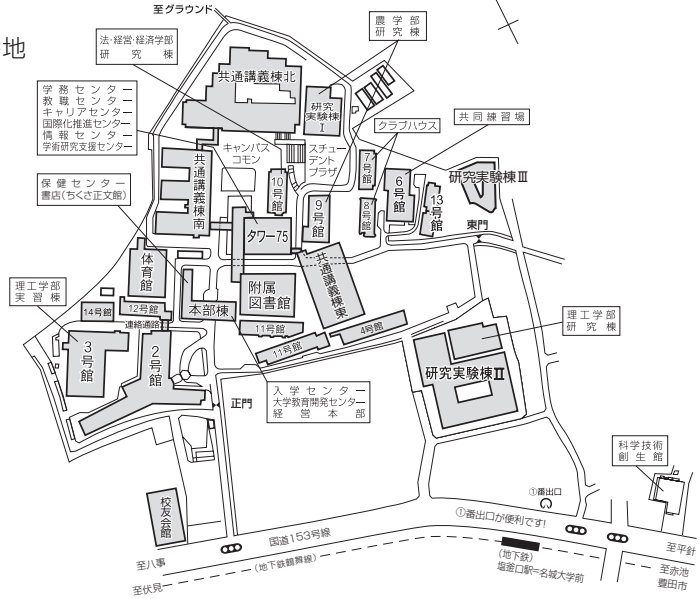 至グラウンド
地
法・経営・経済学部
研究棟
農学部
研究棟
共通講義棟北
研究
実験棟
I
学務センター
教職センター
キャリアセンター
国際化推進センター
情報センター
学術研究支援センター
クラブハウス
共同練習場
キャンパス
コモン
スチュー
デント
プラザ
共通講義棟南
7号館
6号館
研究実験棟Ⅲ
保健センター
書店(ちくさ正文館)
10号館
9号館
8号館
13号館
東門
タワー75
体育館
共通講義棟東
附属
図書館
理工学部
実習棟
14号館
12号館
本部棟
連絡通路
11号館
4号館
11号館
理工学部
研究棟
3号館
2号館
研究実験棟Ⅱ
正門
入学センター
大学教育開発センター
経営本部
科学技術
創生館
校友会館
①番出口
①番出口が便利です!
国道153号線
至八事
至平針
(地下鉄鶴舞線)
(地下鉄)
塩釜口駅=名城大学前
至伏見
至赤池
豊田市